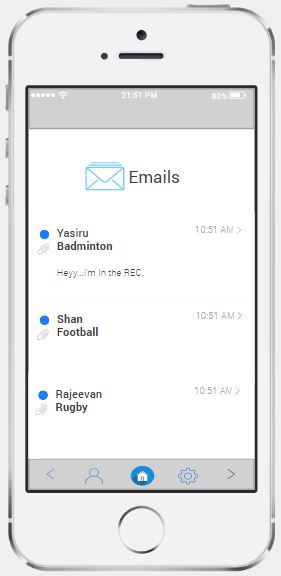 21:51 PM
80%
Emails
Yasiru
10:51 AM
Badminton
Heyy...i'm in the REC.
Shan
10:51 AM
Football
Rajeevan
10:51 AM
Rugby